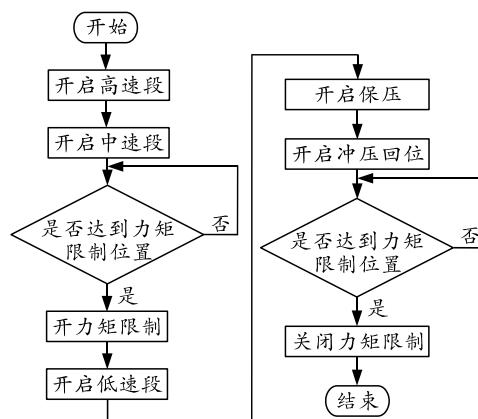 开始
开启高速段
开启中速段
是否达到力矩
限制位置
否
是
开力矩限制
开启低速段
开启保压
开启冲压回位
是否达到力矩
限制位置
否
是
关闭力矩限制
结束